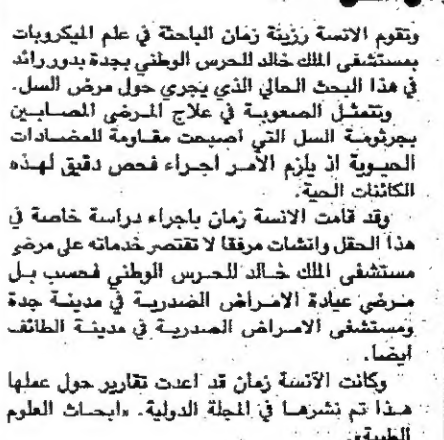 وتقوم الانسة رزينة زمان الباحثة في علم الميكروبات
بمستشفى الملك خالد للحرس الوطني بجدة بدور رائد
في هذا البحث الحالي الذي يجري حول مرض السل.
وتتمثل الصعوبة في علاج المرضى المصابين
بجرثومة السل التي اصبحت مقاومة للمضادات
الحيوية اذ يلزم الأمر اجراء فحص دقيق لهذه
الكائنات الحية.
وقد قامت الانسة زمان باجراء دراسة خاصة في
هذا الحقل وانشات مرفقا لا تقتصر خدماته على مرضى
مستشفى الملك خالد للحرس الوطني فحسب بل
مرضى عيادة الامراض الصدرية في مدينة جدة
ومستشفى الامراض الصدرية في مدينة الطائف
ايضا.
وكانت الآنسة زمان قد اعدت تقارير حول عملها
هذا تم نشرها في المجلة الدولية. «ابحاث العلوم
الطبية».